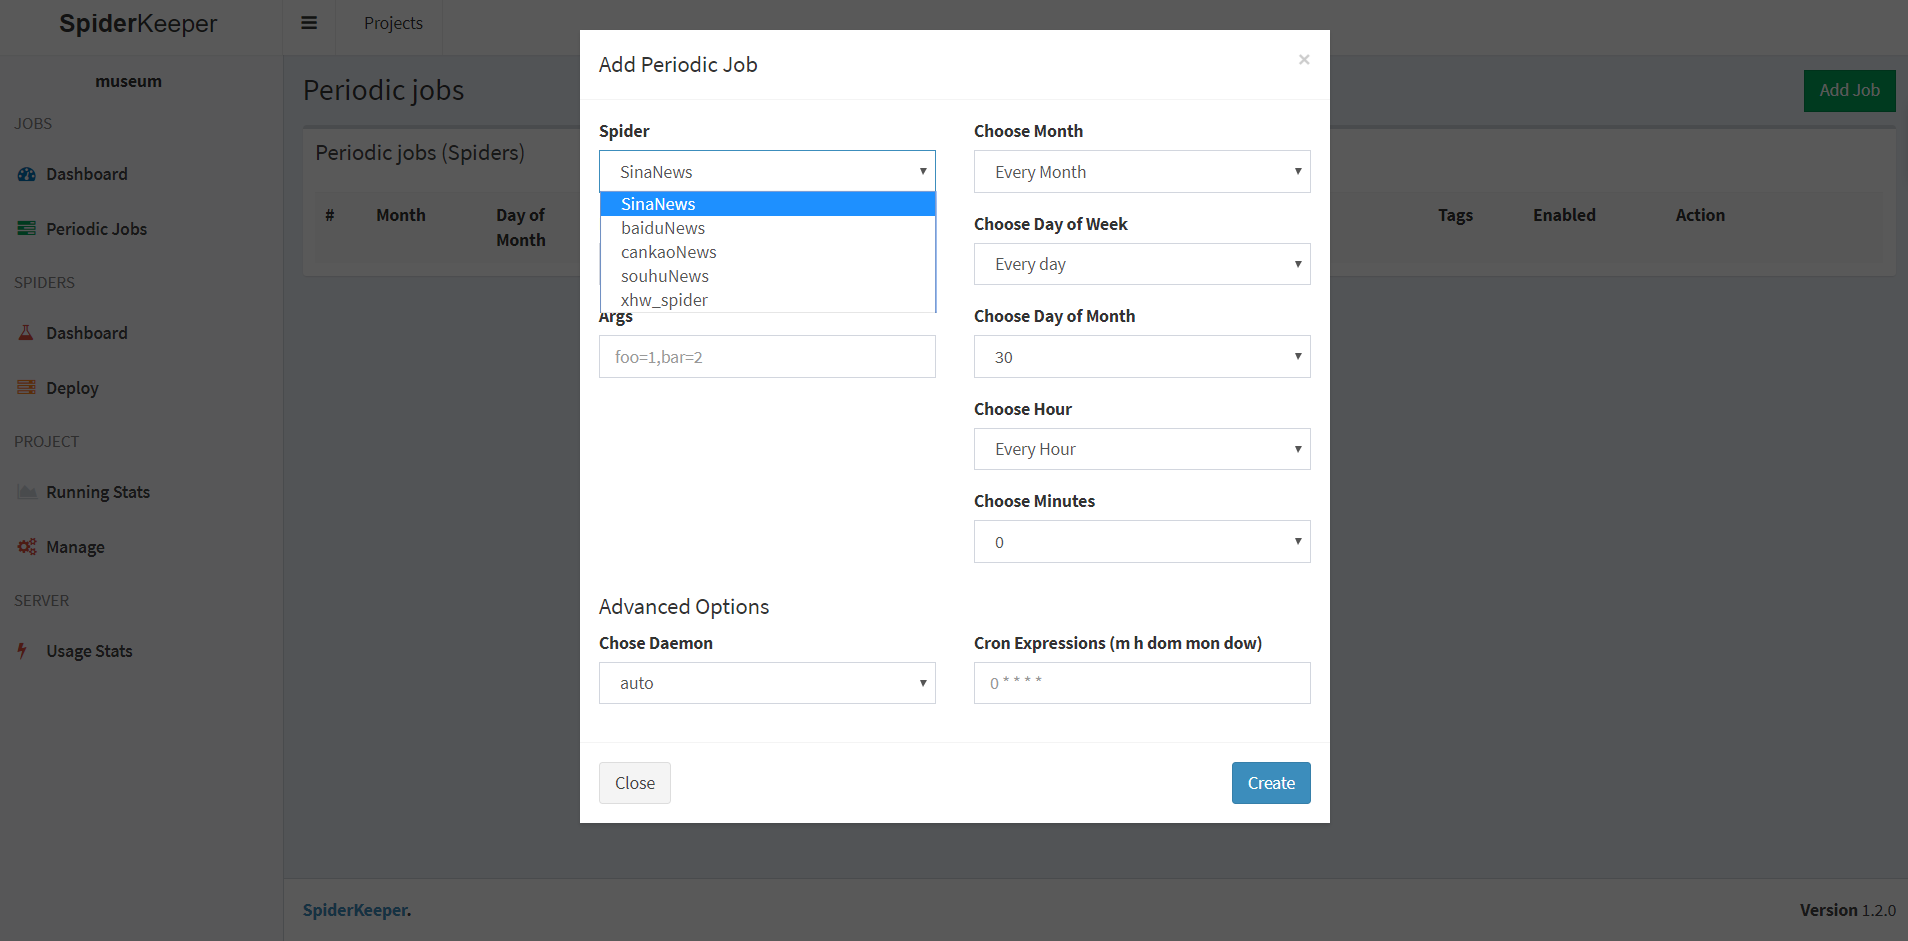 SpiderKeeper
Projects
museum
JOBS
Dashboard
Periodic Jobs
SPIDERS
Dashboard
Deploy
PROJECT
Running Stats
Manage
SERVER
Usage Stats
Periodic jobs
Add Job
Periodic jobs (Spiders)
# Month Day of Month Tags Enabled Action
Add Periodic Job
×
Spider
SinaNews
SinaNews
baiduNews
cankaoNews
souhuNews
xhw_spider
Args
foo=1,bar=2
Choose Month
Every Month
Choose Day of Week
Every day
Choose Day of Month
30
Choose Hour
Every Hour
Choose Minutes
0
Advanced Options
Chose Daemon
auto
Cron Expressions (m h dom mon dow)
0 * * * *
Close
Create
SpiderKeeper.
Version 1.2.0